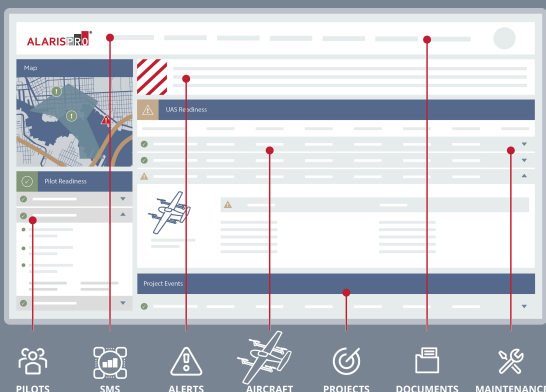 ALARISPRO
Map
!
!
!
UAS Readiness
Pilot Readiness
Project Events
PILOTS
SMS
ALERTS
AIRCRAFT
PROJECTS
DOCUMENTS
MAINTENANCE